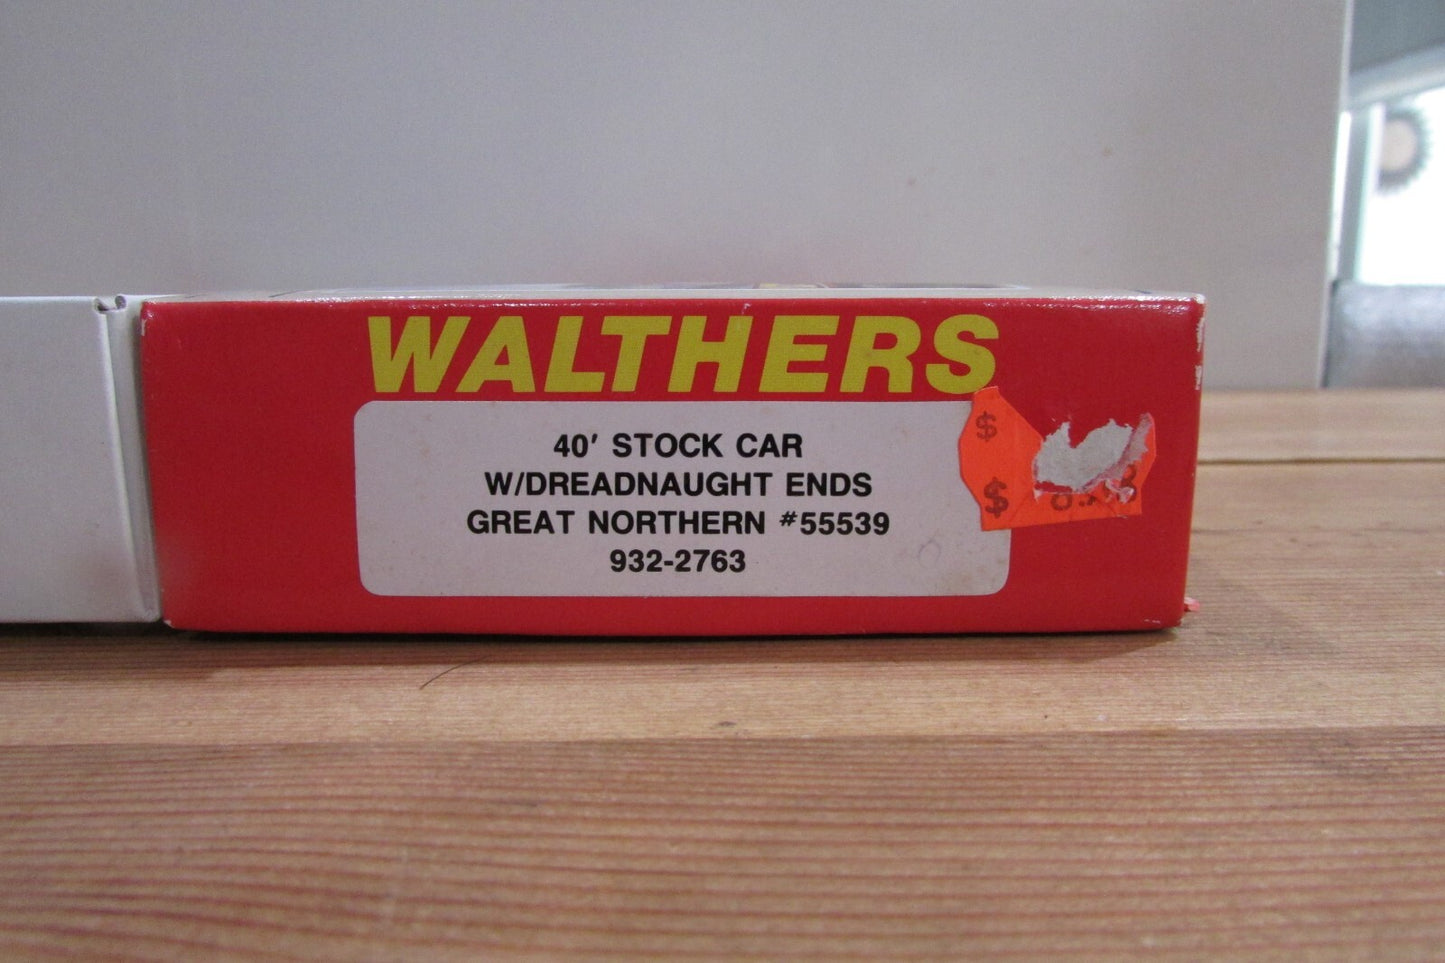 WALTHERS
40' STOCK CAR
W/DREADNAUGHT ENDS
GREAT NORTHERN #55539
932-2763
$
$